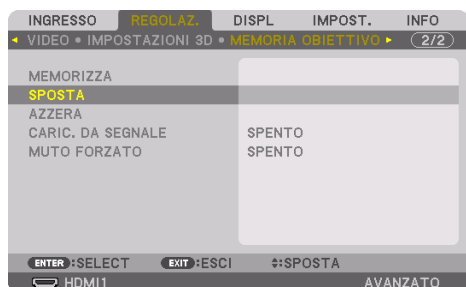 INGRESSO REGOLAZ. DISPL IMPOST. INFO
VIDEO • IMPOSTAZIONI 3D • MEMORIA OBIETTIVO 2/2
MEMORIZZA
SPOSTA
AZZERA
CARIC. DA SEGNALE SPENTO
MUTO FORZATO SPENTO
ENTER :SELECT EXIT :ESCI :SPOSTA
HDMI1 AVANZATO